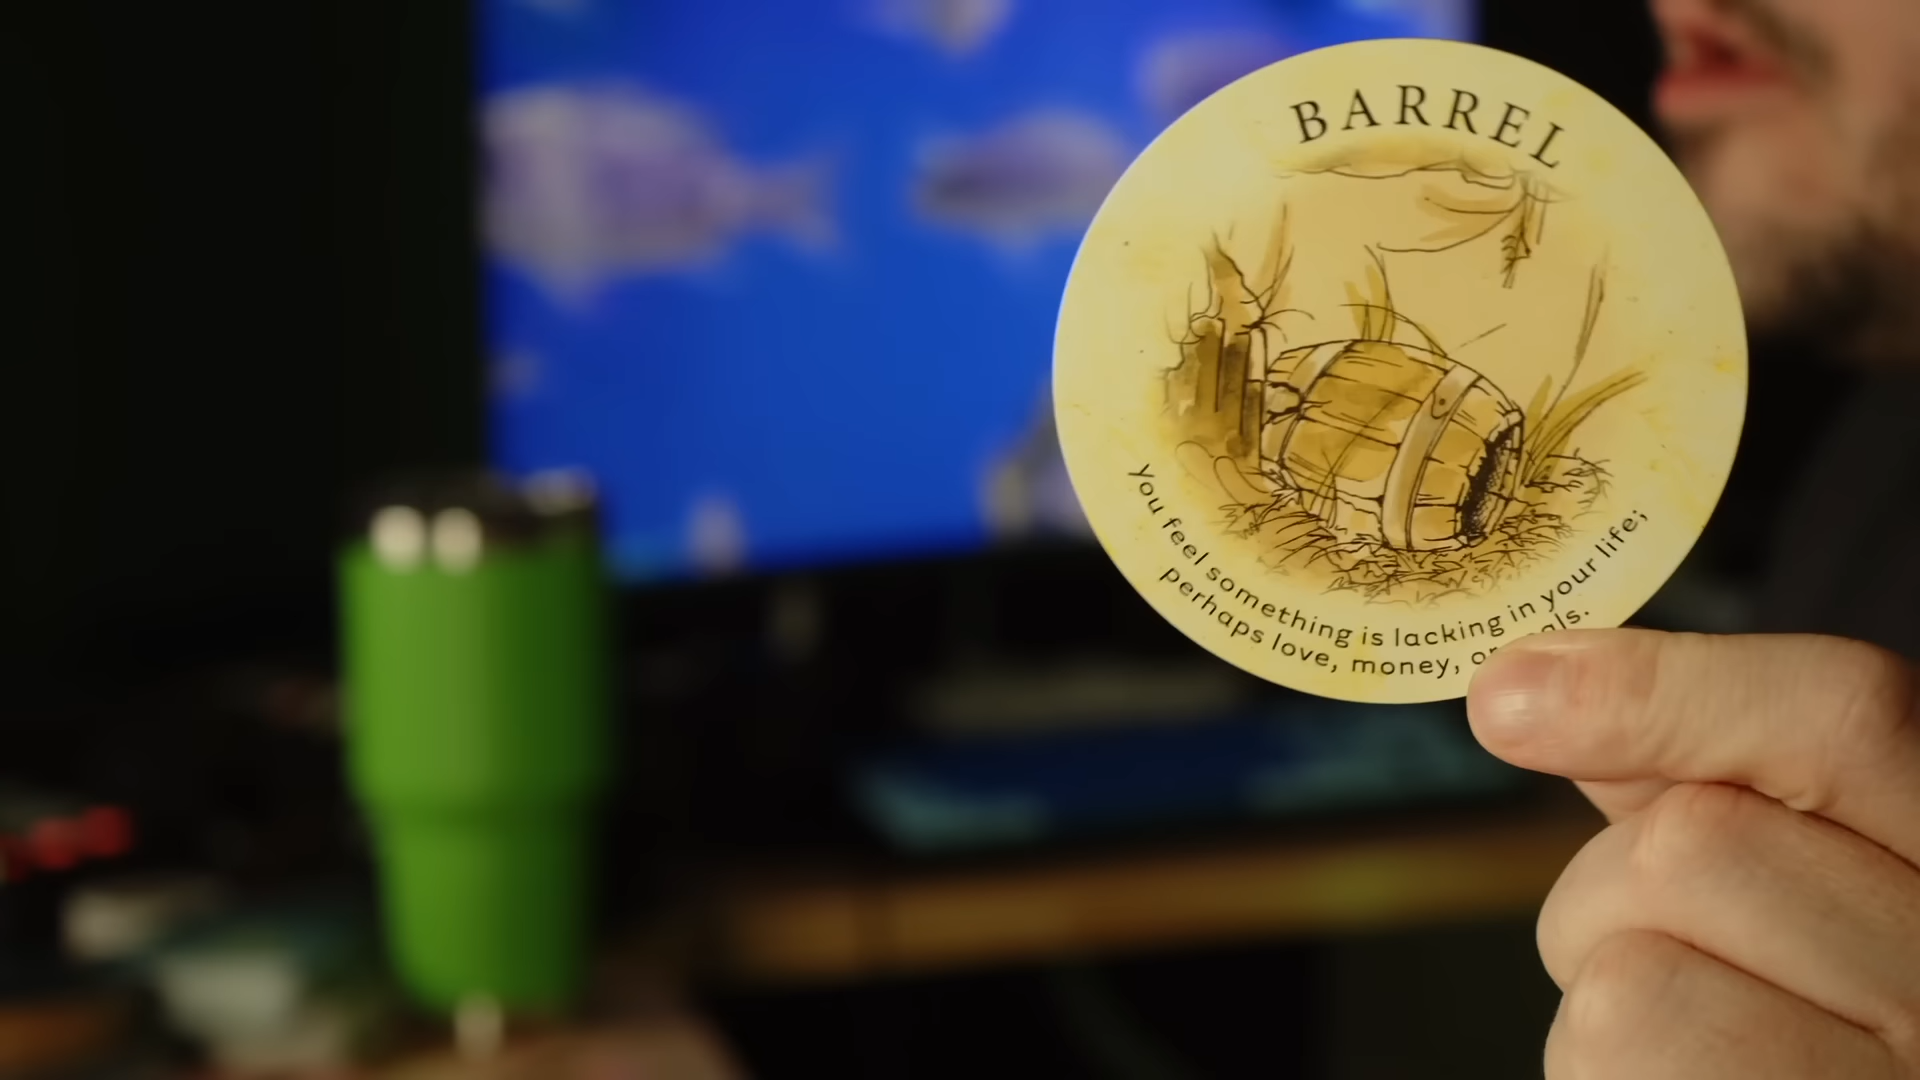 BARREL
You feel something is lacking in your life;
perhaps love, money, or